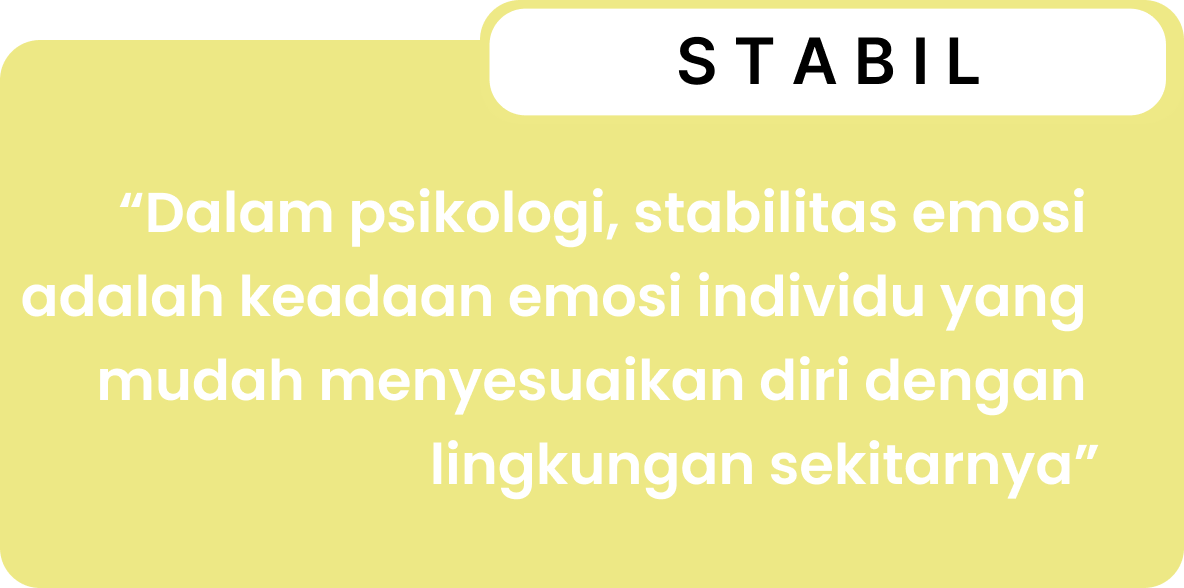 STABIL
“Dalam psikologi, stabilitas emosi
adalah keadaan emosi individu yang
mudah menyesuaikan diri dengan
lingkungan sekitarnya”